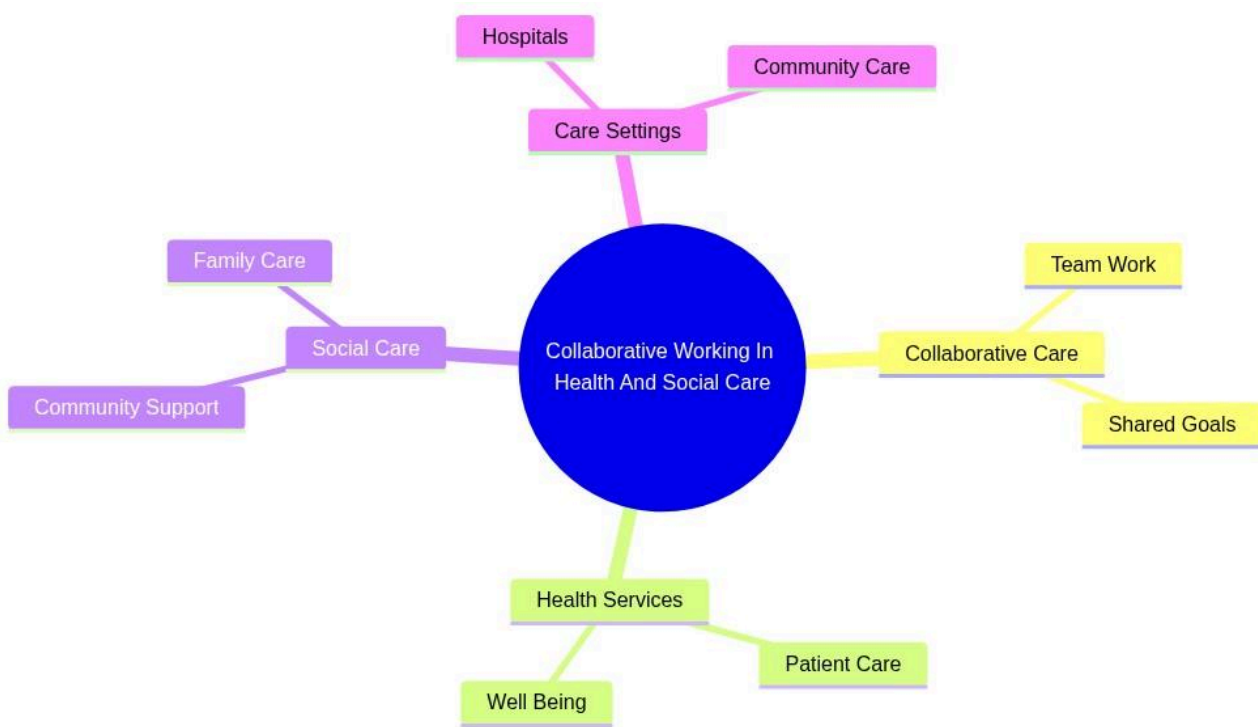 Hospitals
Community Care
Care Settings
Family Care
Team Work
Social Care
Collaborative Working In
Health And Social Care
Collaborative Care
Community Support
Shared Goals
Health Services
Patient Care
Well Being